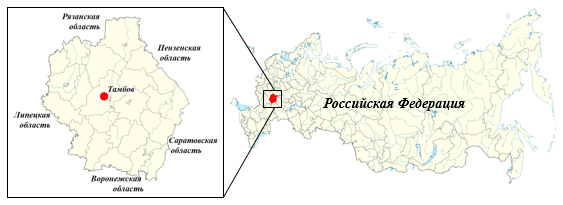 Рязанская
область
Пензенская
область
Тамбов
Липецкая
область
Саратовская
область
Воронежская
область
Российская Федерация